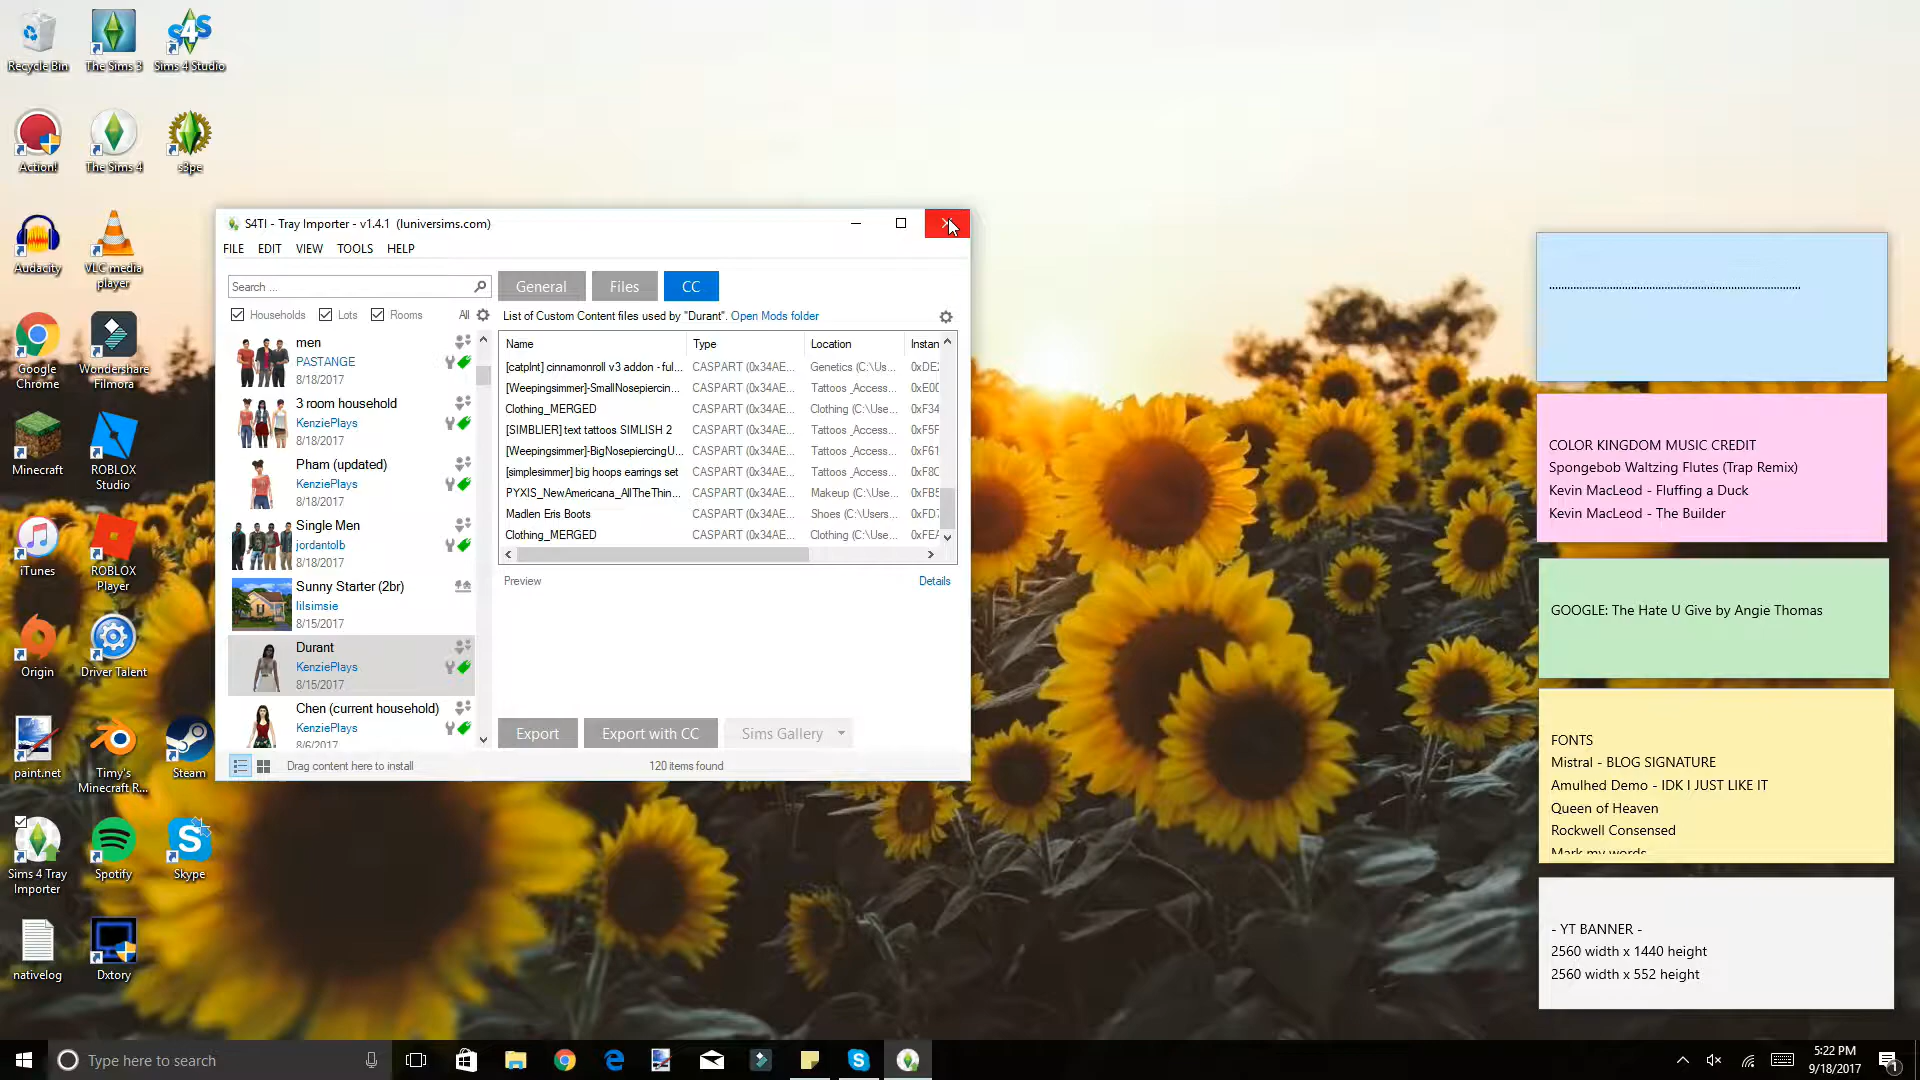 Recycle Bin
The Sims 3
Sims 4 Studio
Action!
The Sims 4
s3pe
Audacity
VLC media
player
Google
Chrome
Wondershare
Filmora
Minecraft
ROBLOX
Studio
iTunes
ROBLOX
Player
Origin
Driver Talent
paint.net
Timy's
Minecraft R...
Steam
Sims 4 Tray
Importer
Spotify
Skype
nativelog
Dxtory
S4TI - Tray Importer - v1.4.1 (luniversims.com)
FILE EDIT VIEW TOOLS HELP
Search ...
General Files CC
Households Lots Rooms All
List of Custom Content files used by "Durant". Open Mods folder
men
PASTANGE
8/18/2017
3 room household
KenziePlays
8/18/2017
Pham (updated)
KenziePlays
8/18/2017
Single Men
jordantolb
8/18/2017
Sunny Starter (2br)
lilsimsie
8/15/2017
Durant
KenziePlays
8/15/2017
Chen (current household)
KenziePlays
8/6/2017
Name Type Location Instan
[catplnt] cinnamonroll v3 addon - ful... CASPART (0x34AE... Genetics (C:\Us...
[Weepingsimmer]-SmallNosepiercin... CASPART (0x34AE... Tattoos_Access... 0xE00
Clothing_MERGED CASPART (0x34AE... Clothing (C:\Use... 0xF34
[SIMBLIER] text tattoos SIMLISH 2 CASPART (0x34AE... Tattoos_Access... 0xF5F
[Weepingsimmer]-BigNosepiercingU... CASPART (0x34AE... Tattoos_Access... 0xF61
[simplesimmer] big hoops earrings set CASPART (0x34AE... Tattoos_Access... 0xF8C
PYXIS_NewAmericana_AllTheThin... CASPART (0x34AE... Makeup (C:\Use... 0xFB5
Madlen Eris Boots CASPART (0x34AE... Shoes (C:\Users... 0xFD7
Clothing_MERGED CASPART (0x34AE... Clothing (C:\Use... 0xFEA
Preview Details
Export Export with CC Sims Gallery
Drag content here to install 120 items found
COLOR KINGDOM MUSIC CREDIT
Spongebob Waltzing Flutes (Trap Remix)
Kevin MacLeod - Fluffing a Duck
Kevin MacLeod - The Builder
GOOGLE: The Hate U Give by Angie Thomas
FONTS
Mistral - BLOG SIGNATURE
Amulhed Demo - IDK I JUST LIKE IT
Queen of Heaven
Rockwell Consensed
Mark my words
- YT BANNER -
2560 width x 1440 height
2560 width x 552 height
Type here to search
5:22 PM
9/18/2017
1